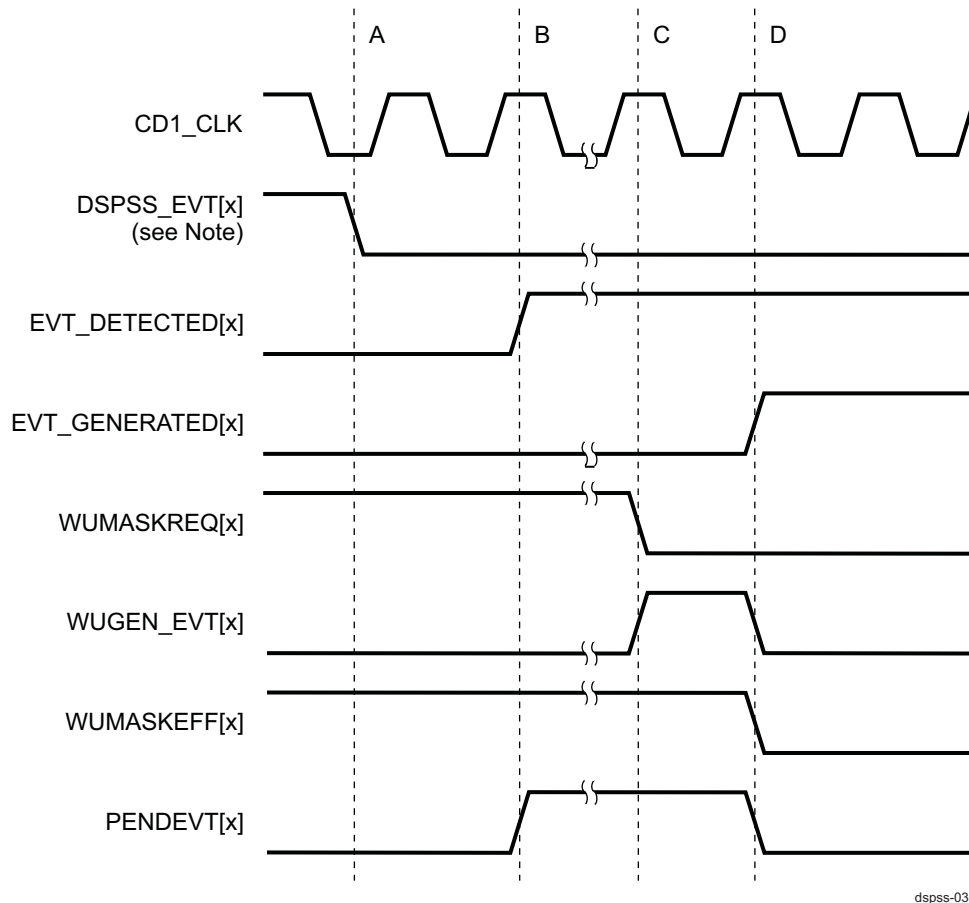 A B C D
CD1_CLK
DSPSS_EVT[x]
(see Note)
EVT_DETECTED[x]
EVT_GENERATED[x]
WUMASKREQ[x]
WUGEN_EVT[x]
WUMASKEFF[x]
PENDEVT[x]
dspss-03